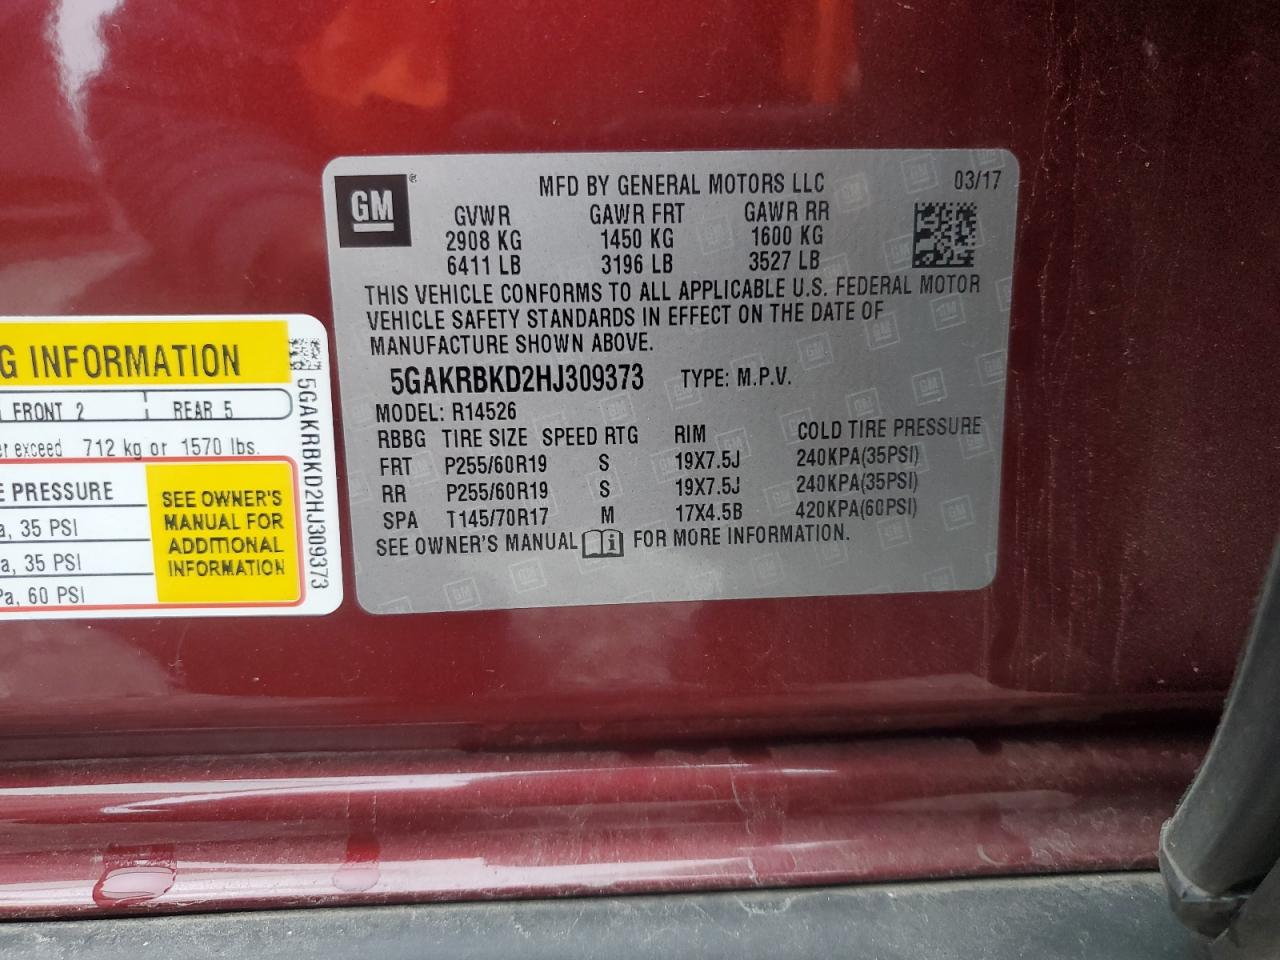 GM
MFD BY GENERAL MOTORS LLC 03/17
GVWR GAWR FRT GAWR RR
2908 KG 1450 KG 1600 KG
6411 LB 3196 LB 3527 LB
THIS VEHICLE CONFORMS TO ALL APPLICABLE U.S. FEDERAL MOTOR
VEHICLE SAFETY STANDARDS IN EFFECT ON THE DATE OF
MANUFACTURE SHOWN ABOVE.
5GAKRBKD2HJ309373 TYPE: M.P.V.
MODEL: R14526
RBBG TIRE SIZE SPEED RTG RIM COLD TIRE PRESSURE
FRT P255/60R19 S 19X7.5J 240KPA(35PSI)
RR P255/60R19 S 19X7.5J 240KPA(35PSI)
SPA T145/70R17 M 17X4.5B 420KPA(60PSI)
SEE OWNER'S MANUAL i FOR MORE INFORMATION.
G INFORMATION
FRONT 2 REAR 5
er exceed 712 kg or 1570 lbs.
E PRESSURE
a, 35 PSI
a, 35 PSI
Pa, 60 PSI
SEE OWNER'S
MANUAL FOR
ADDITIONAL
INFORMATION
5GAKRBKD2HJ309373